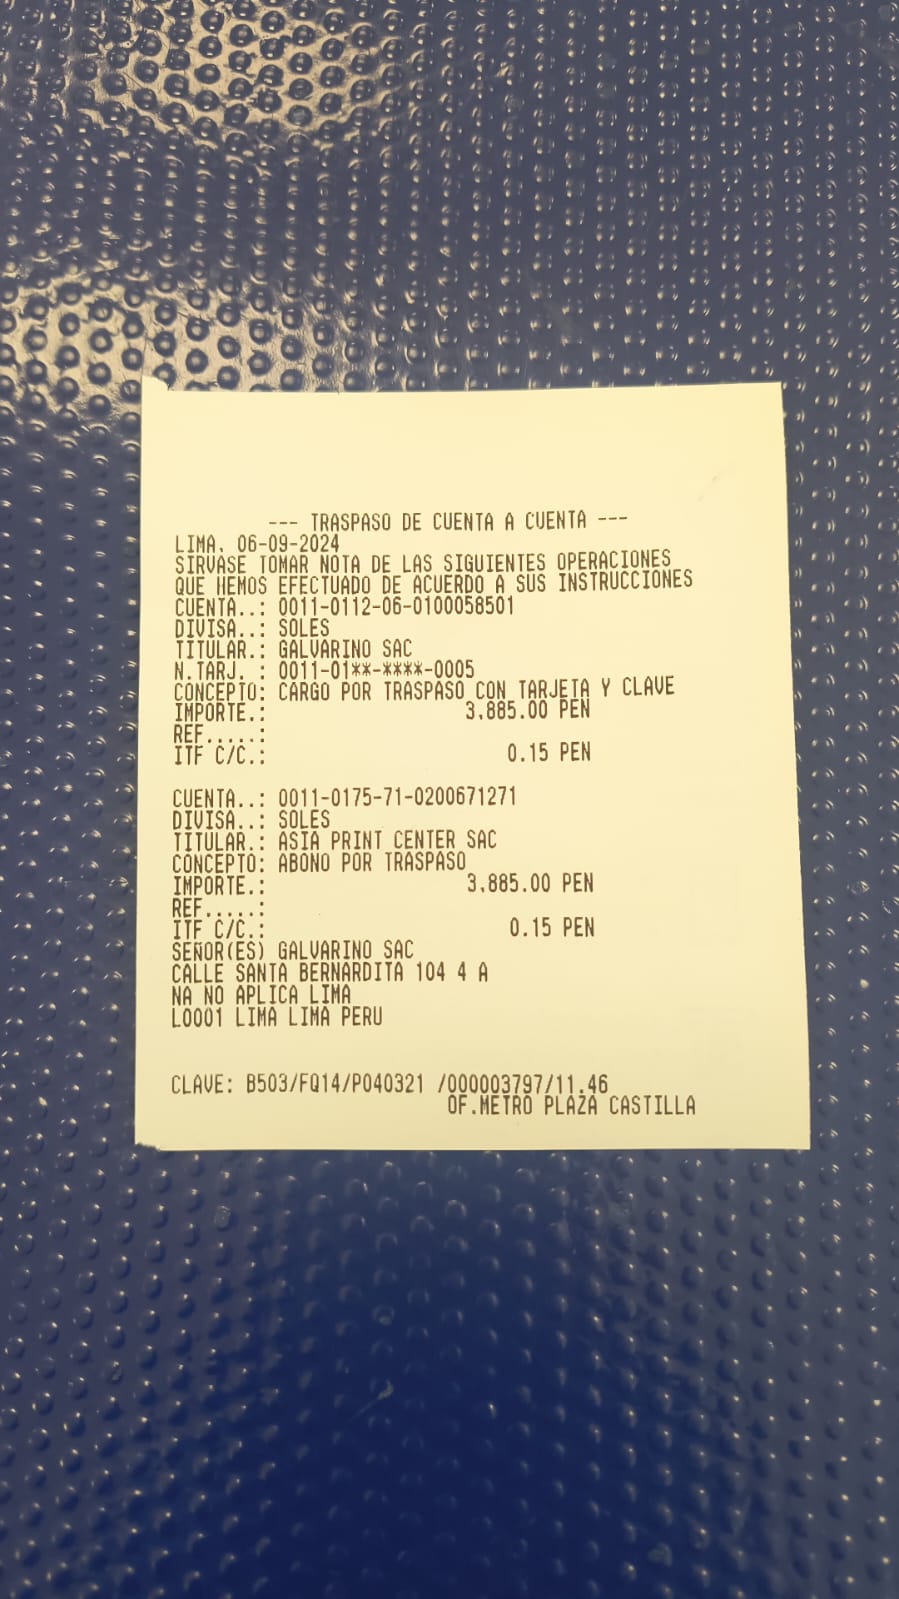 --- TRASPASO DE CUENTA A CUENTA ---
LIMA, 06-09-2024
SIRVASE TOMAR NOTA DE LAS SIGUIENTES OPERACIONES
QUE HEMOS EFECTUADO DE ACUERDO A SUS INSTRUCCIONES
CUENTA..: 0011-0112-06-0100058501
DIVISA..: SOLES
TITULAR.: GALVARINO SAC
N.TARJ. : 0011-01**-****-0005
CONCEPTO: CARGO POR TRASPASO CON TARJETA Y CLAVE
IMPORTE.: 3,885.00 PEN
REF.....:
ITF C/C.: 0.15 PEN
CUENTA..: 0011-0175-71-0200671271
DIVISA..: SOLES
TITULAR.: ASIA PRINT CENTER SAC
CONCEPTO: ABONO POR TRASPASO
IMPORTE.: 3,885.00 PEN
REF.....:
ITF C/C.: 0.15 PEN
SEÑOR(ES) GALVARINO SAC
CALLE SANTA BERNARDITA 104 4 A
NA NO APLICA LIMA
L0001 LIMA LIMA PERU
CLAVE: B503/FQ14/P040321 /000003797/11.46
OF.METRO PLAZA CASTILLA